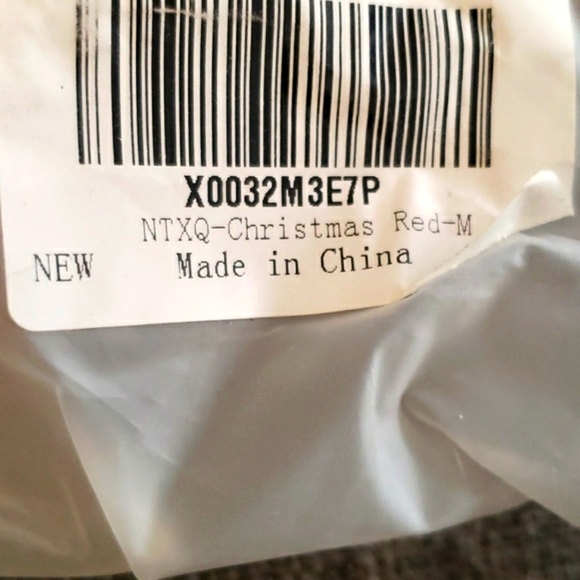 X0032M3E7P
NTXQ-Christmas Red-M
NEW Made in China